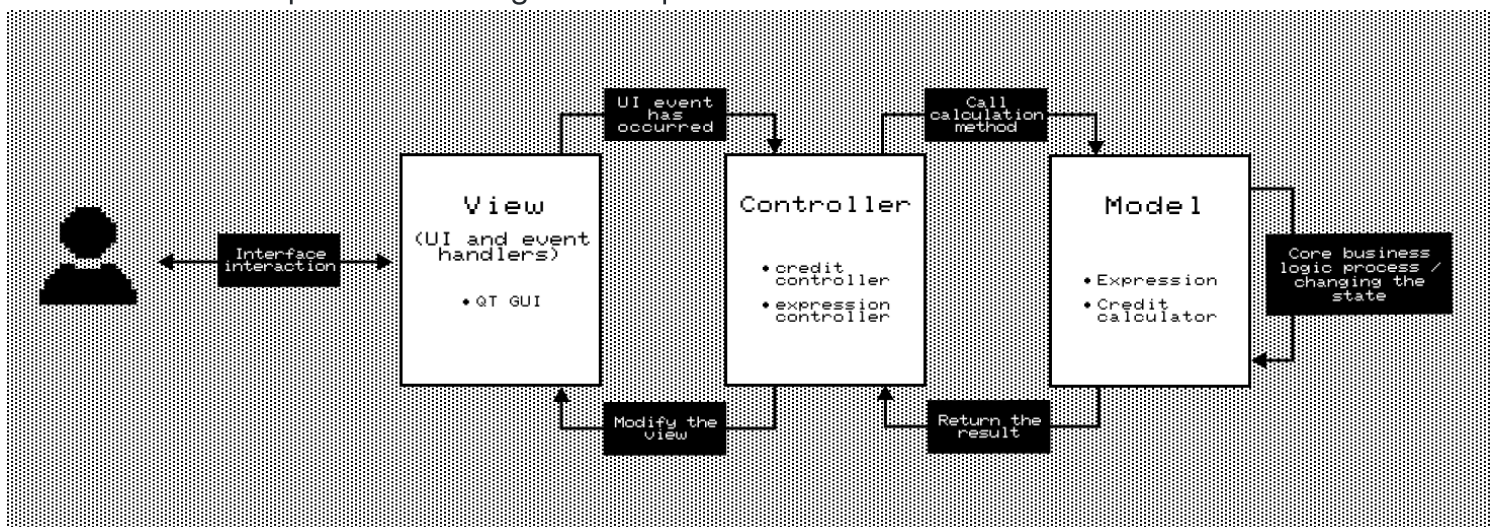 UI event
has
occurred
Call
calculation
method
View
(UI and event
handlers)
• QT GUI
Controller
• credit
controller
• expression
controller
Model
• Expression
• Credit
calculator
Interface
interaction
Core business
logic process /
changing the
state
Modify the
view
Return the
result